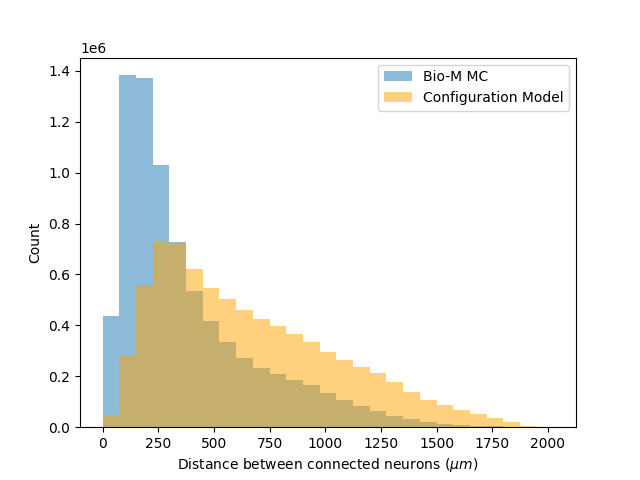 1e6
1.4
1.2
1.0
0.8
0.6
0.4
0.2
0.0
Count
Bio-M MC
Configuration Model
0 250 500 750 1000 1250 1500 1750 2000
Distance between connected neurons (μm)